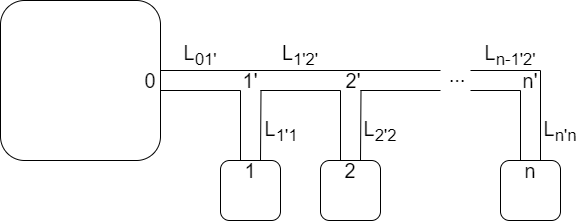 L01' L1'2' Ln-1'2'
0 1' 2' ... n'
L1'1 L2'2 Ln'n
1 2 n